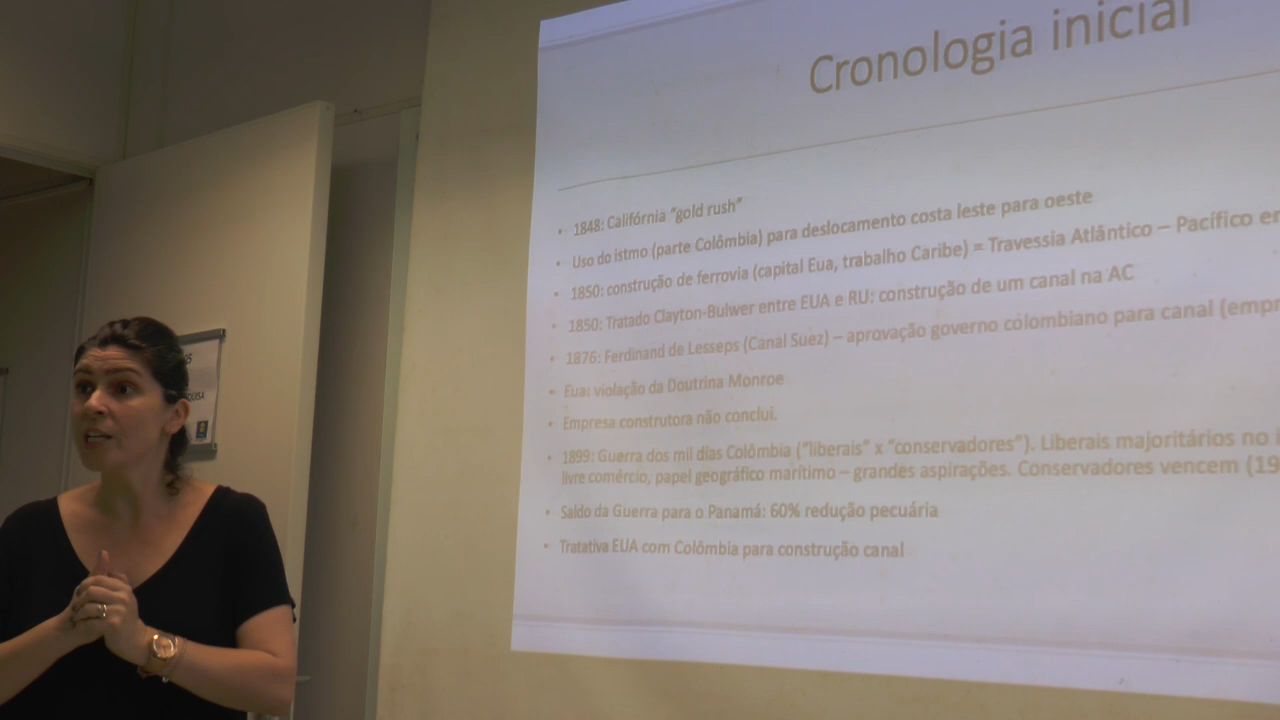 Cronologia inicial
• 1848: Califórnia "gold rush"
• Uso do istmo (parte Colômbia) para deslocamento costa leste para oeste
• 1850: construção de ferrovia (capital Eua, trabalho Caribe) = Travessia Atlântico – Pacífico
• 1850: Tratado Clayton-Bulwer entre EUA e RU: construção de um canal na AC
• 1876: Ferdinand de Lesseps (Canal Suez) – aprovação governo colombiano para canal
• Eua: violação da Doutrina Monroe
• Empresa construtora não conclui.
• 1899: Guerra dos mil dias Colômbia ("liberais" x "conservadores"). Liberais majoritários no
livre comércio, papel geográfico marítimo – grandes aspirações. Conservadores vencem (19
• Saldo da Guerra para o Panamá: 60% redução pecuária
• Tratativa EUA com Colômbia para construção canal